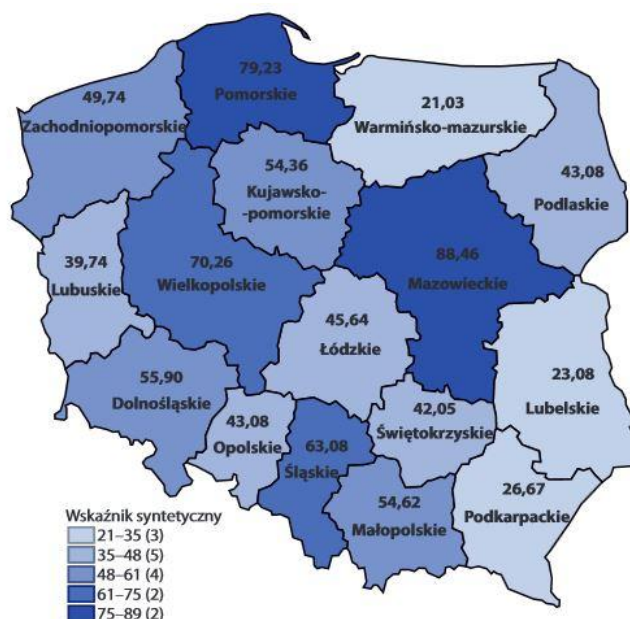 79,23
Pomorskie
49,74
Zachodniopomorskie
21,03
Warmińsko-mazurskie
54,36
Kujawsko-
-pomorskie
43,08
Podlaskie
39,74
Lubuskie
70,26
Wielkopolskie
88,46
Mazowieckie
45,64
Łódzkie
55,90
Dolnośląskie
23,08
Lubelskie
43,08
Opolskie
63,08
Śląskie
42,05
Świętokrzyskie
54,62
Małopolskie
26,67
Podkarpackie
Wskaźnik syntetyczny
21–35 (3)
35–48 (5)
48–61 (4)
61–75 (2)
75–89 (2)